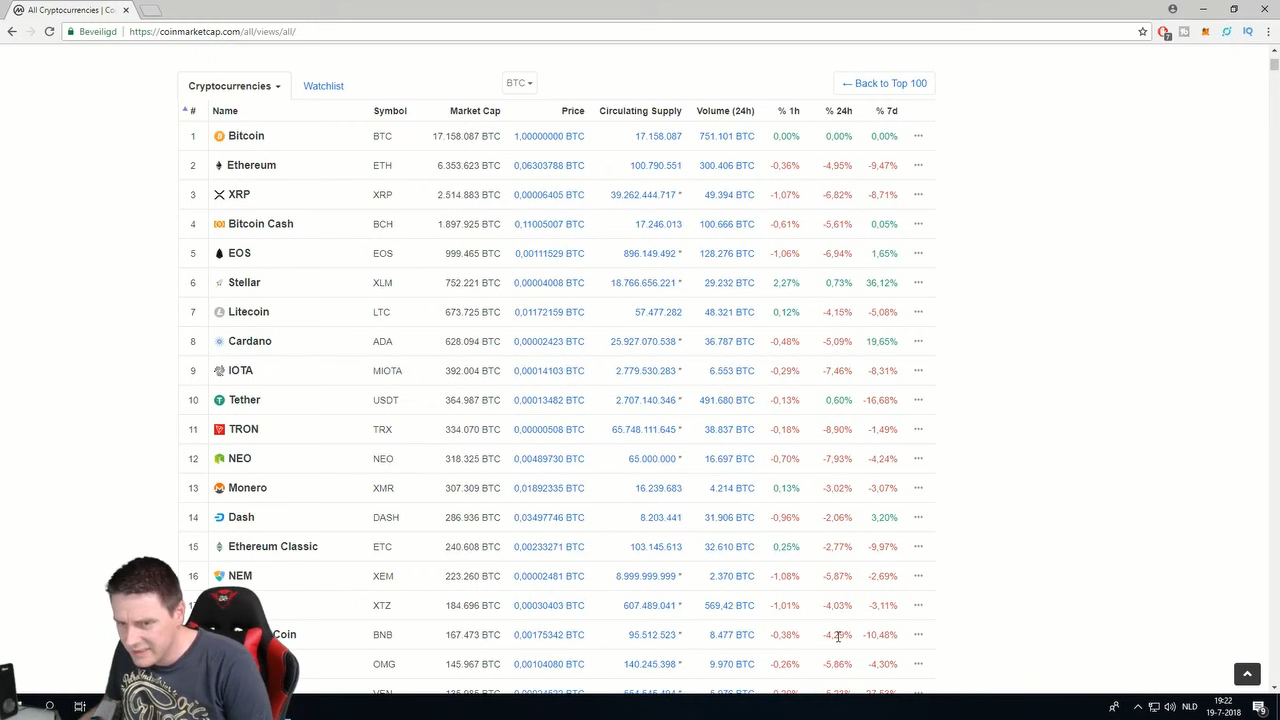 All Cryptocurrencies | Co
Beveiligd | https://coinmarketcap.com/all/views/all/
7
IQ
Cryptocurrencies Watchlist BTC ← Back to Top 100
# Name Symbol Market Cap Price Circulating Supply Volume (24h) % 1h % 24h % 7d
1 Bitcoin BTC 17.158.087 BTC 1,00000000 BTC 17.158.087 751.101 BTC 0,00% 0,00% 0,00%
2 Ethereum ETH 6.353.623 BTC 0,06303788 BTC 100.790.551 300.406 BTC -0,36% -4,95% -9,47%
3 XRP XRP 2.514.883 BTC 0,00006405 BTC 39.262.444.717 * 49.394 BTC -1,07% -6,82% -8,71%
4 Bitcoin Cash BCH 1.897.925 BTC 0,11005007 BTC 17.246.013 100.666 BTC -0,61% -5,61% 0,05%
5 EOS EOS 999.465 BTC 0,00111529 BTC 896.149.492 * 128.276 BTC -1,06% -6,94% 1,65%
6 Stellar XLM 752.221 BTC 0,00004008 BTC 18.766.656.221 * 29.232 BTC 2,27% 0,73% 36,12%
7 Litecoin LTC 673.725 BTC 0,01172159 BTC 57.477.282 48.321 BTC 0,12% -4,15% -5,08%
8 Cardano ADA 628.094 BTC 0,00002423 BTC 25.927.070.538 * 36.787 BTC -0,48% -5,09% 19,65%
9 IOTA MIOTA 392.004 BTC 0,00014103 BTC 2.779.530.283 * 6.553 BTC -0,29% -7,46% -8,31%
10 Tether USDT 364.987 BTC 0,00013482 BTC 2.707.140.346 * 491.680 BTC -0,13% 0,60% -16,68%
11 TRON TRX 334.070 BTC 0,00000508 BTC 65.748.111.645 * 38.837 BTC -0,18% -8,90% -1,49%
12 NEO NEO 318.325 BTC 0,00489730 BTC 65.000.000 * 16.697 BTC -0,70% -7,93% -4,24%
13 Monero XMR 307.309 BTC 0,01892335 BTC 16.239.683 4.214 BTC 0,13% -3,02% -3,07%
14 Dash DASH 286.936 BTC 0,03497746 BTC 8.203.441 31.906 BTC -0,96% -2,06% 3,20%
15 Ethereum Classic ETC 240.608 BTC 0,00233271 BTC 103.145.613 32.610 BTC 0,25% -2,77% -9,97%
16 NEM XEM 223.260 BTC 0,00002481 BTC 8.999.999.999 * 2.370 BTC -1,08% -5,87% -2,69%
XTZ 184.696 BTC 0,00030403 BTC 607.489.041 * 569,42 BTC -1,01% -4,03% -3,11%
Coin BNB 167.473 BTC 0,00175342 BTC 95.512.523 * 8.477 BTC -0,38% -10,48%
OMG 145.967 BTC 0,00104080 BTC 140.245.398 * 9.970 BTC -0,26% -5,86% -4,30%
NLD
19:22
19-7-2018